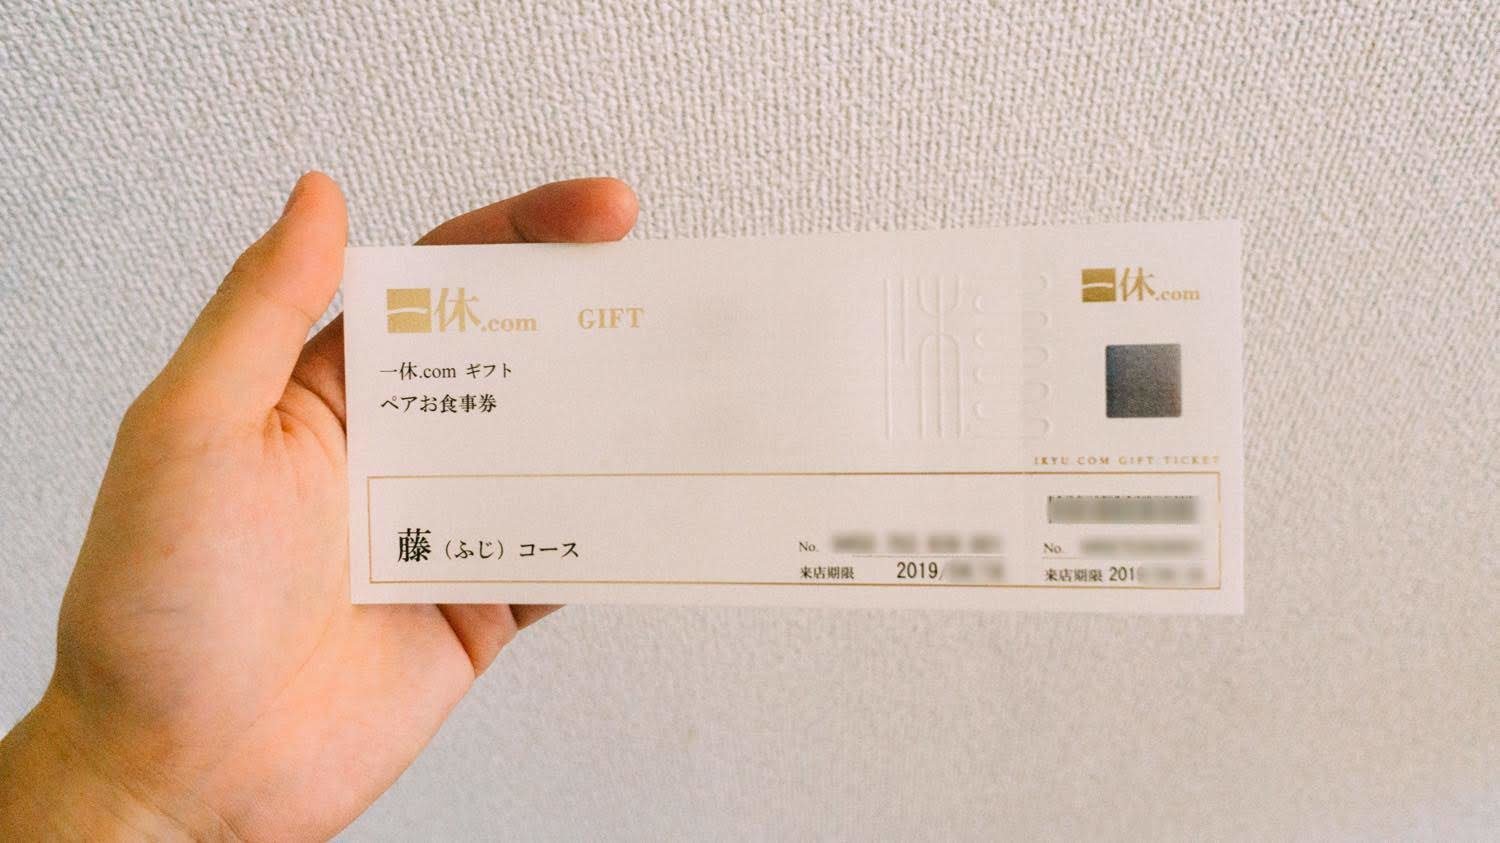 一休.com GIFT
一休.com ギフト
ペアお食事券
藤（ふじ）コース
No.
来店期限 2019/
一休.com
IKYU.COM GIFT TICKET
No.
来店期限 201